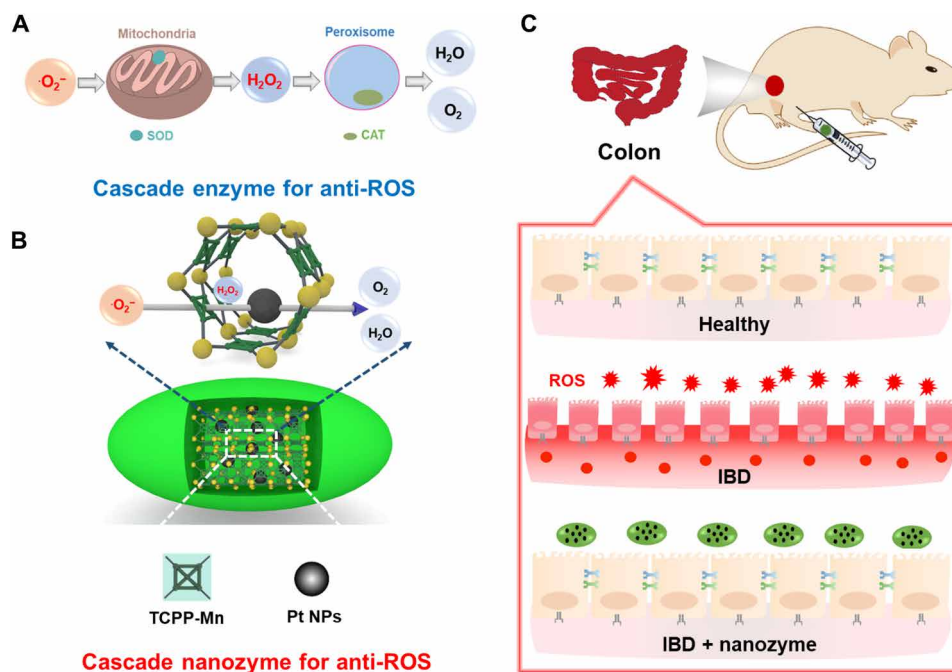 A
Mitochondria
Peroxisome
·O₂⁻
H₂O₂
H₂O
O₂
SOD
CAT
Cascade enzyme for anti-ROS
B
H₂O₂
·O₂⁻
O₂
H₂O
TCPP-Mn
Pt NPs
Cascade nanozyme for anti-ROS
C
Colon
Healthy
ROS
IBD
IBD + nanozyme